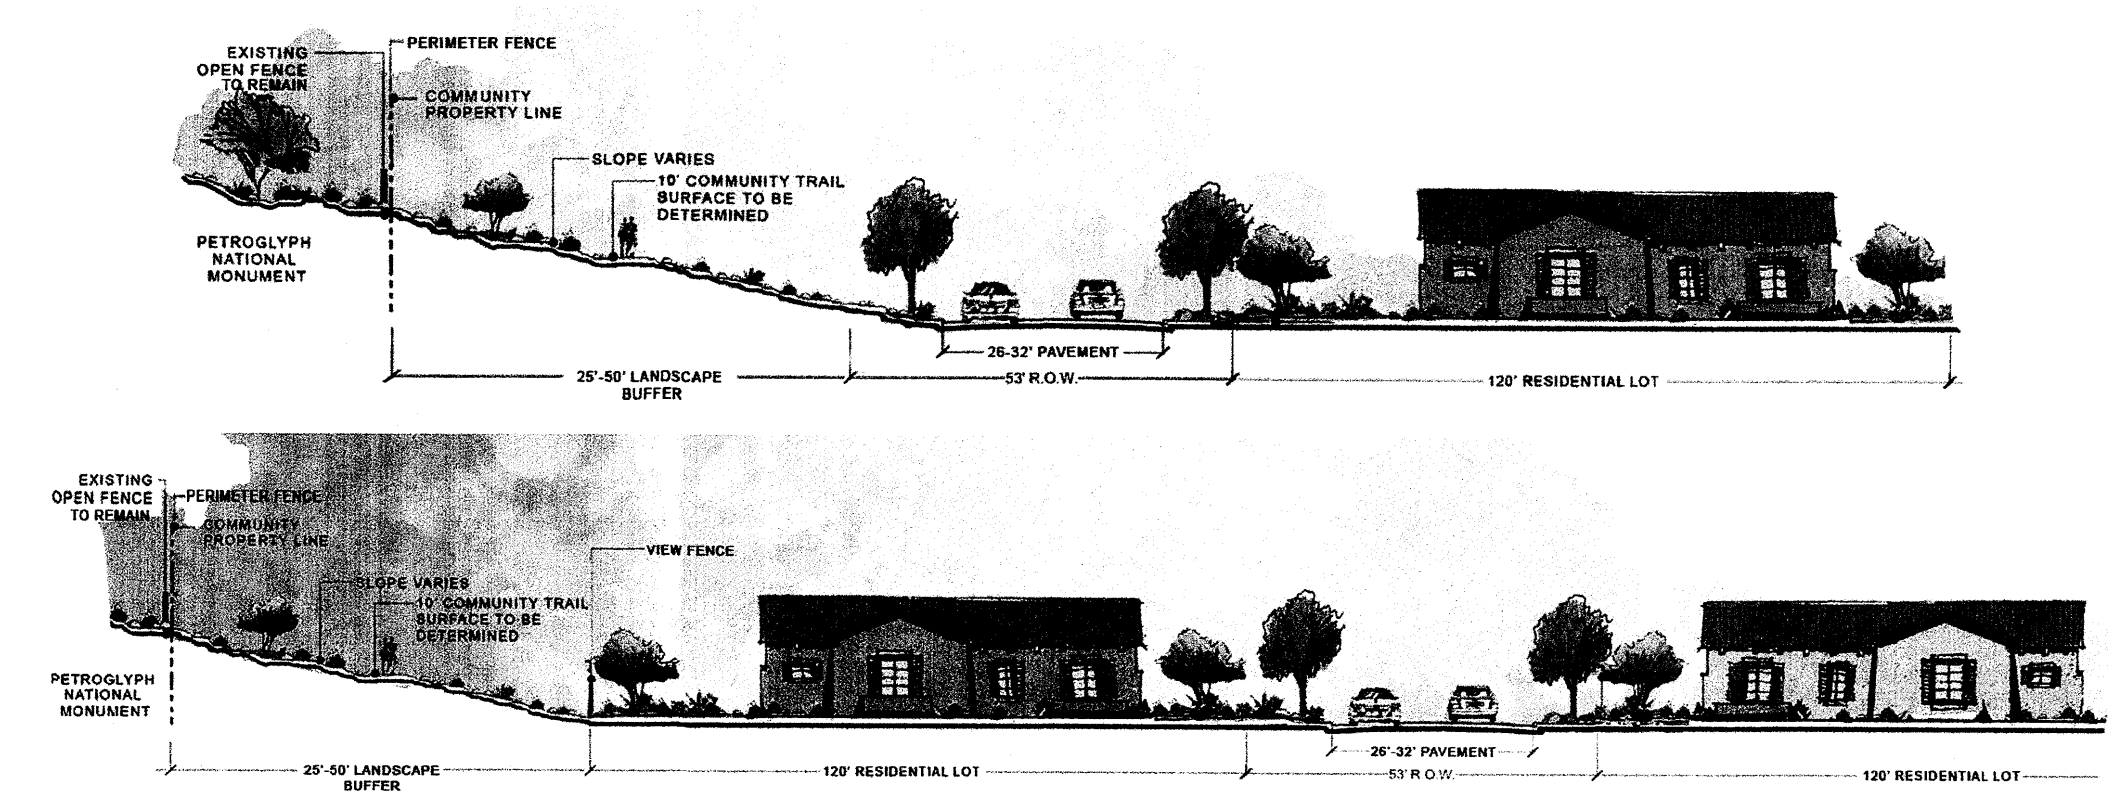 EXISTING
OPEN FENCE
TO REMAIN
PERIMETER FENCE
COMMUNITY
PROPERTY LINE
SLOPE VARIES
10' COMMUNITY TRAIL
SURFACE TO BE
DETERMINED
PETROGLYPH
NATIONAL
MONUMENT
26-32' PAVEMENT
25'-50' LANDSCAPE
BUFFER
53' R.O.W.
120' RESIDENTIAL LOT
EXISTING
OPEN FENCE
TO REMAIN
PERIMETER FENCE
COMMUNITY
PROPERTY LINE
VIEW FENCE
SLOPE VARIES
10' COMMUNITY TRAIL
SURFACE TO BE
DETERMINED
PETROGLYPH
NATIONAL
MONUMENT
26'-32' PAVEMENT
25'-50' LANDSCAPE
BUFFER
120' RESIDENTIAL LOT
53' R.O.W.
120' RESIDENTIAL LOT